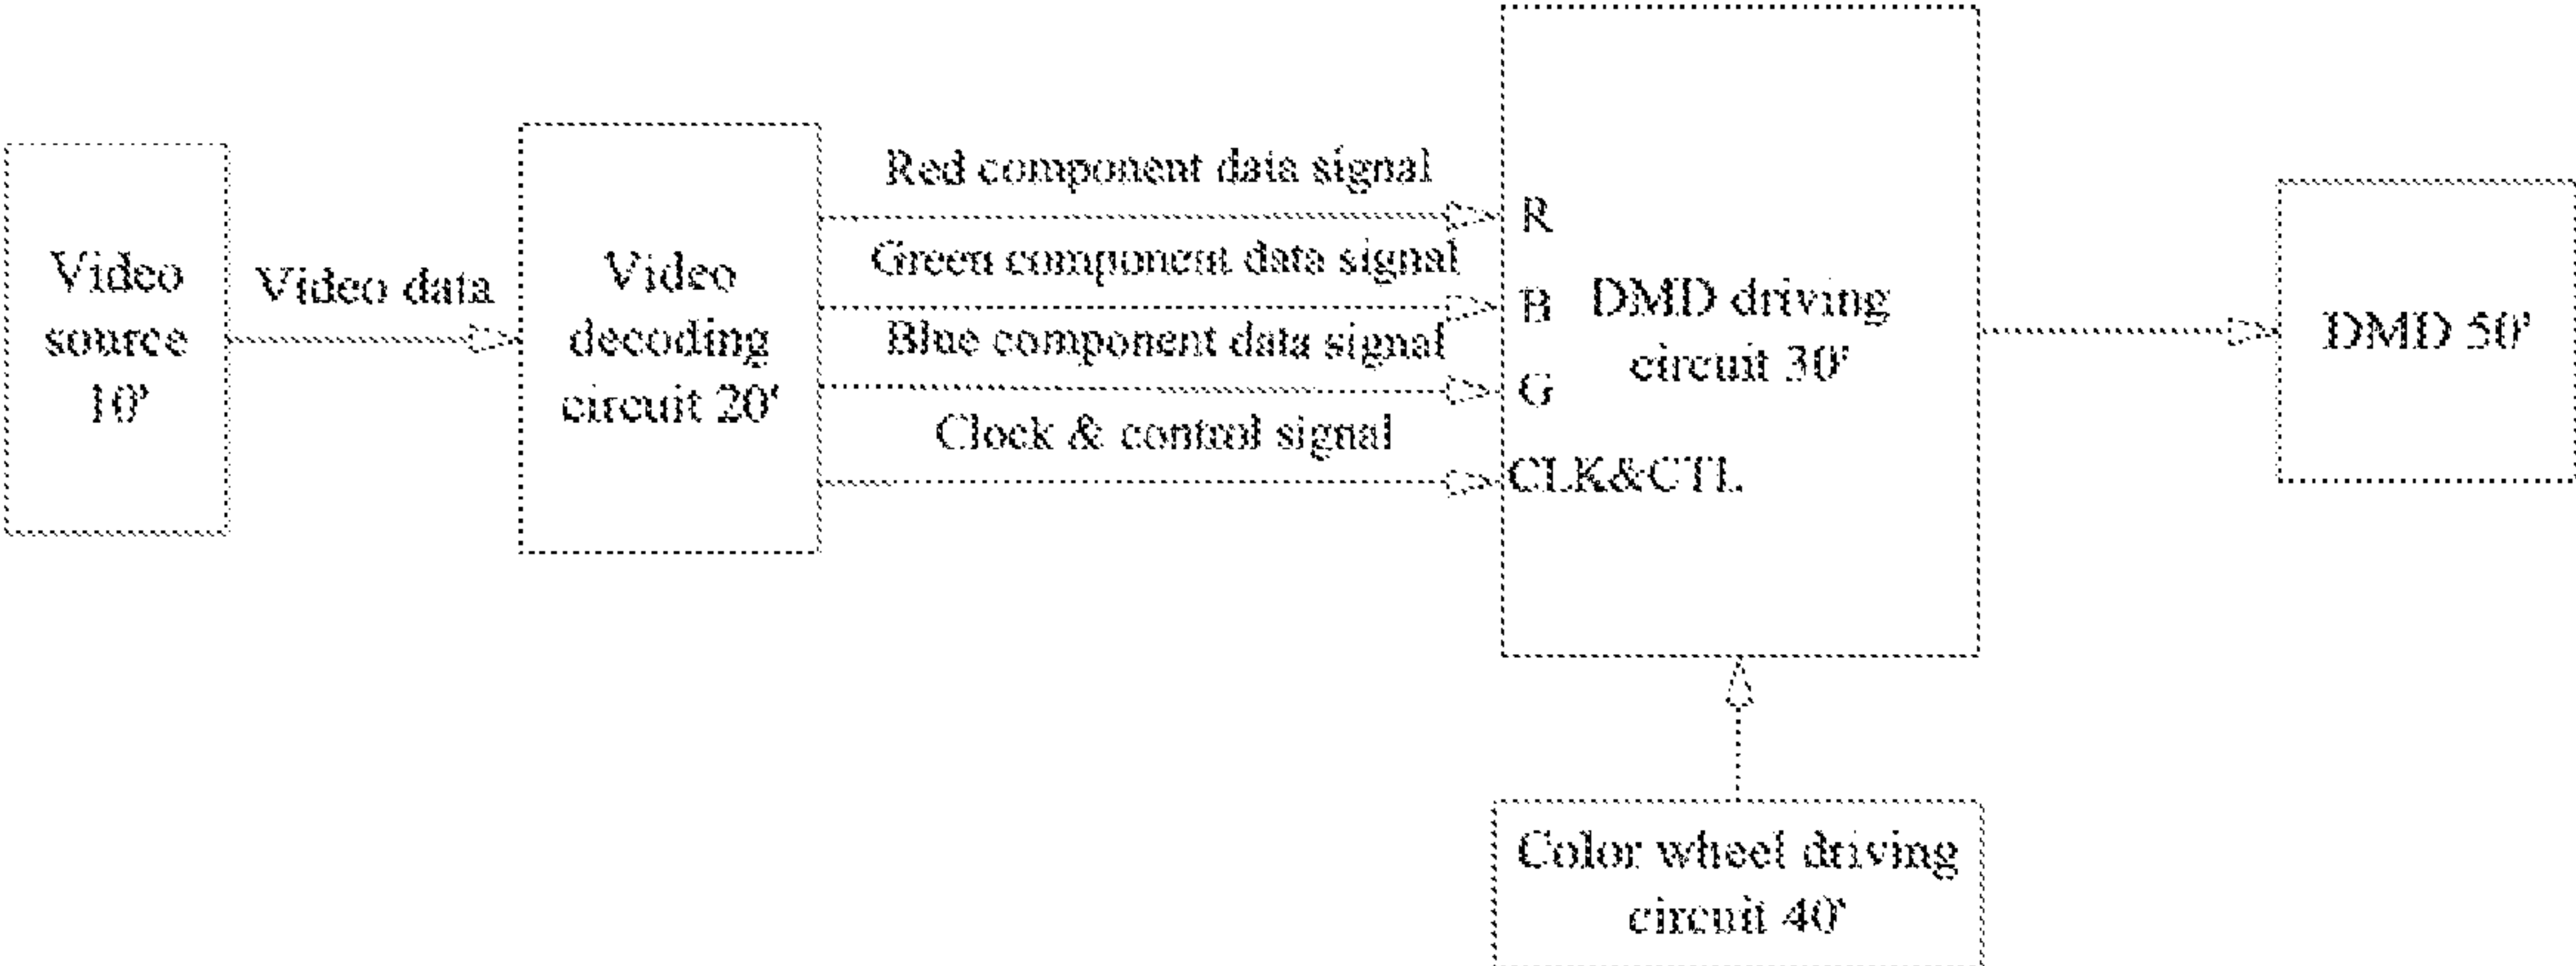 Video
source
10'
Video data
Video
decoding
circuit 20'
Red component data signal
Green component data signal
Blue component data signal
Clock & control signal
R
B
G
CLK&CTL
DMD driving
circuit 30'
DMD 50'
Color wheel driving
circuit 40'